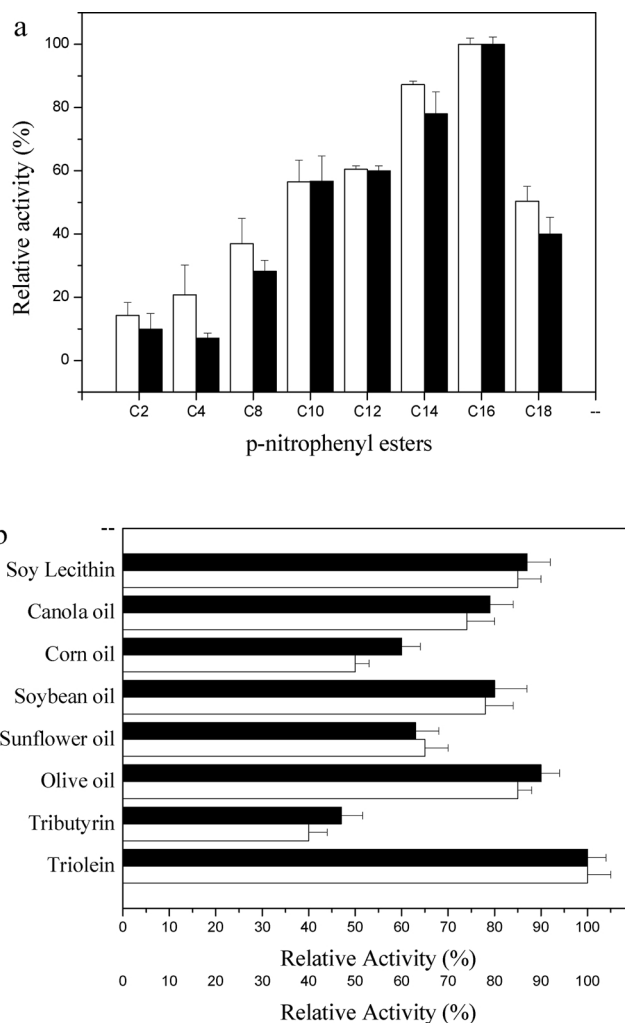 a
100
80
60
40
20
0
Relative activity (%)
C2 C4 C8 C10 C12 C14 C16 C18 --
p-nitrophenyl esters
b
--
Soy Lecithin
Canola oil
Corn oil
Soybean oil
Sunflower oil
Olive oil
Tributyrin
Triolein
0 10 20 30 40 50 60 70 80 90 100
Relative Activity (%)
0 10 20 30 40 50 60 70 80 90 100
Relative Activity (%)